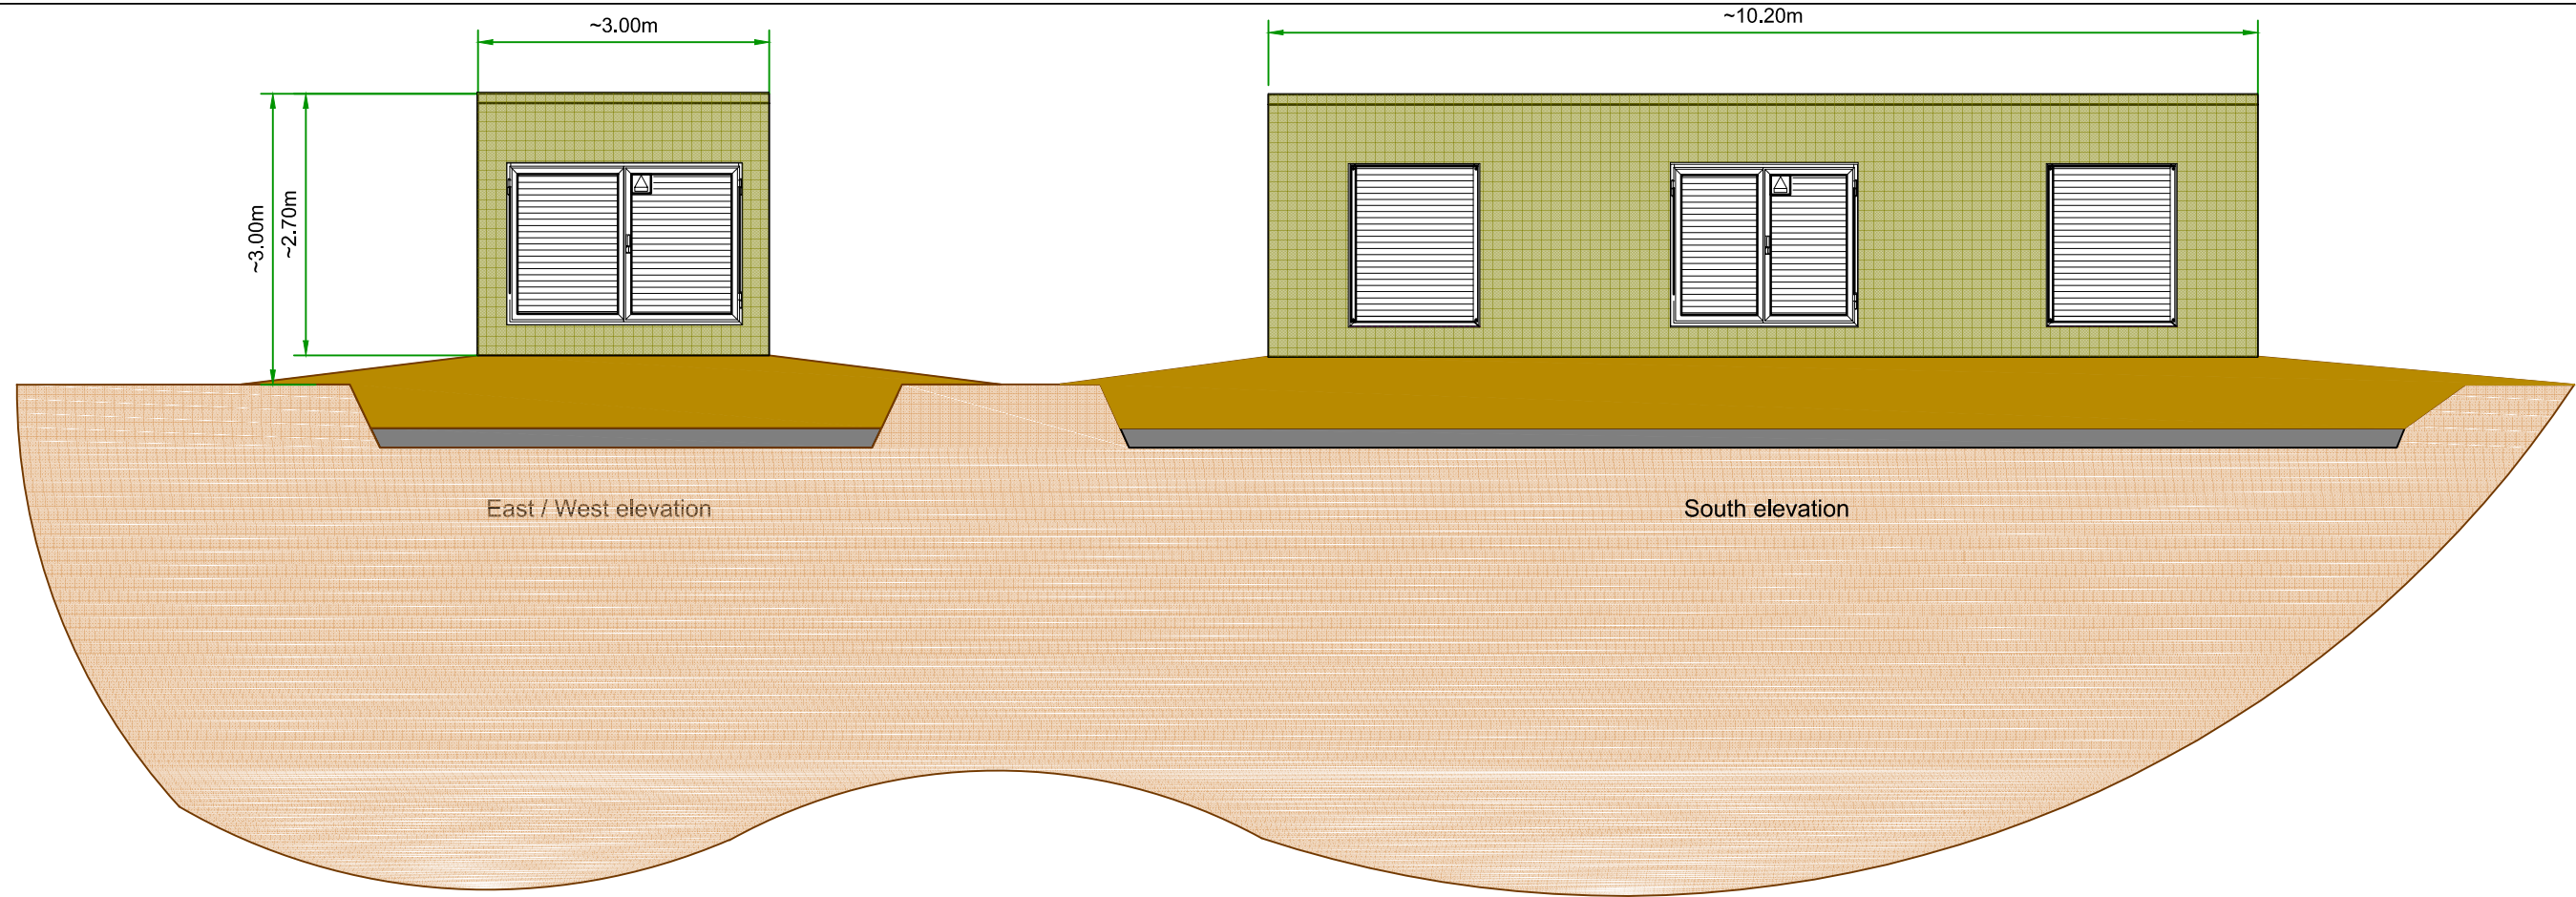 ~3.00m
~10.20m
~3.00m
~2.70m
East / West elevation
South elevation